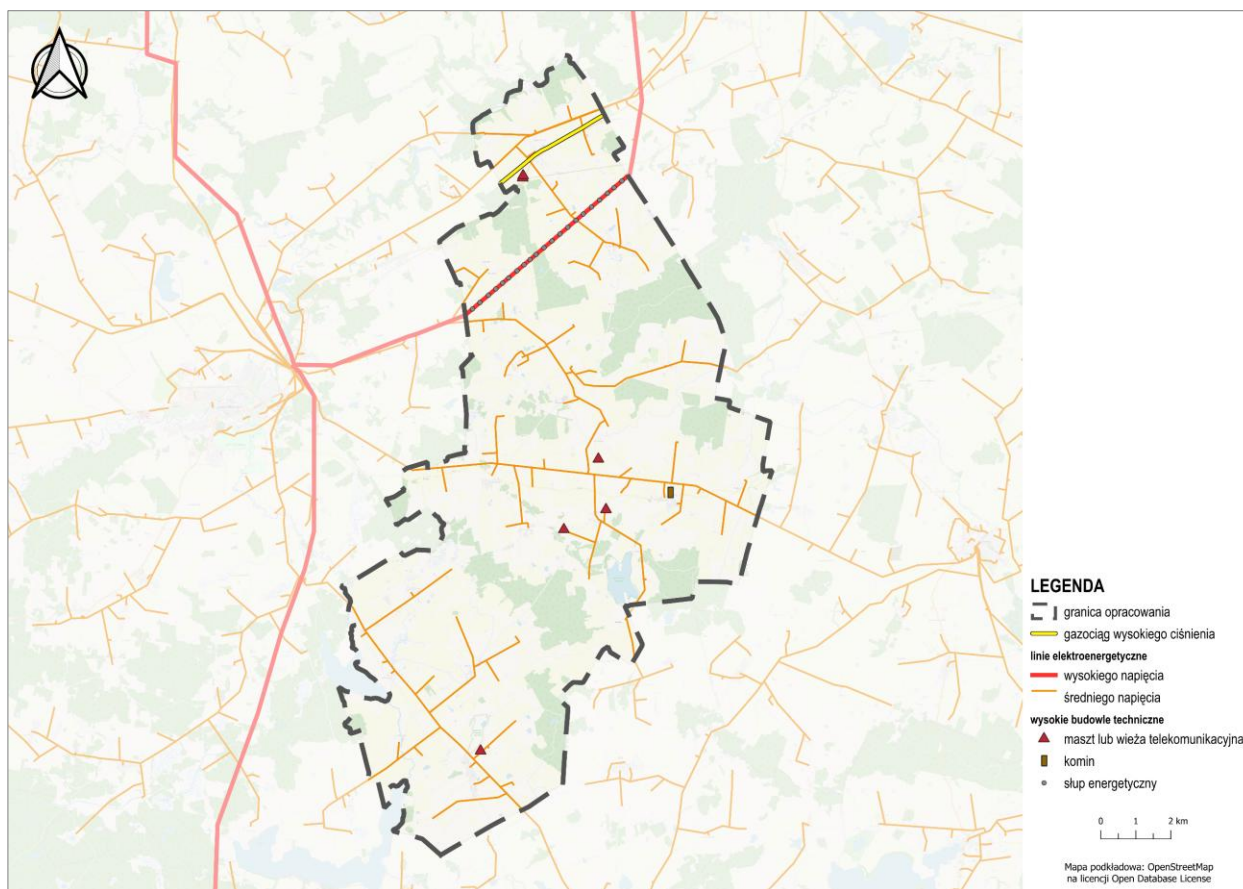 LEGENDA
granica opracowania
gazociąg wysokiego ciśnienia
linie elektroenergetyczne
wysokiego napięcia
średniego napięcia
wysokie budowle techniczne
maszt lub wieża telekomunikacyjna
komin
słup energetyczny
0 1 2 km
Mapa podkładowa: OpenStreetMap
na licencji Open Database License